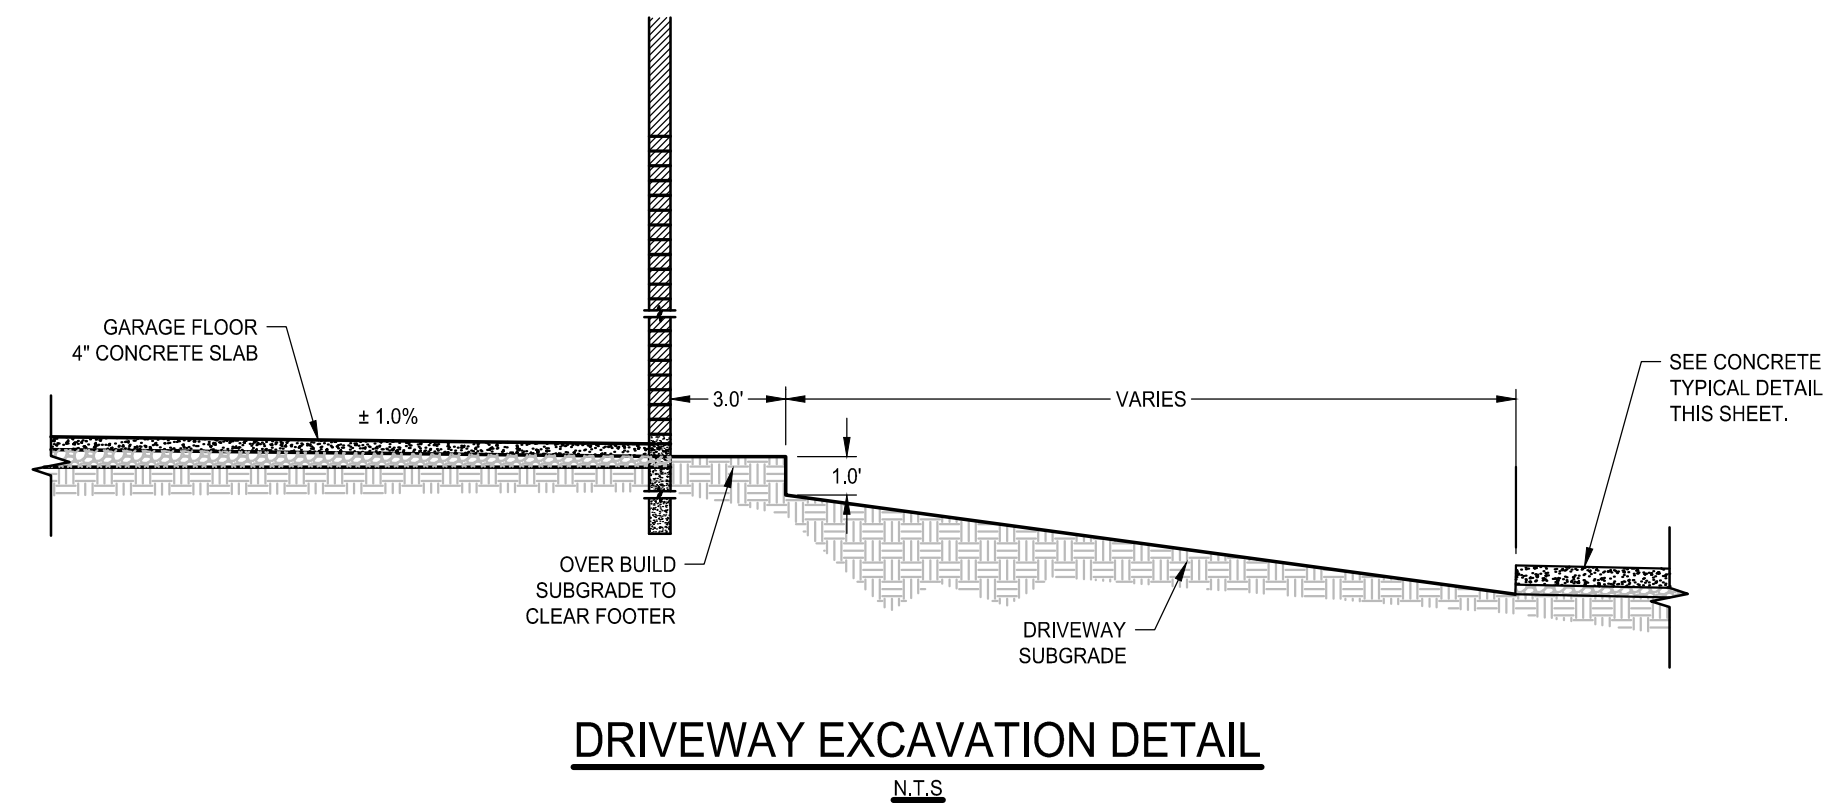 GARAGE FLOOR
4" CONCRETE SLAB
± 1.0%
3.0'
VARIES
1.0'
SEE CONCRETE
TYPICAL DETAIL
THIS SHEET.
OVER BUILD
SUBGRADE TO
CLEAR FOOTER
DRIVEWAY
SUBGRADE
DRIVEWAY EXCAVATION DETAIL
N.T.S